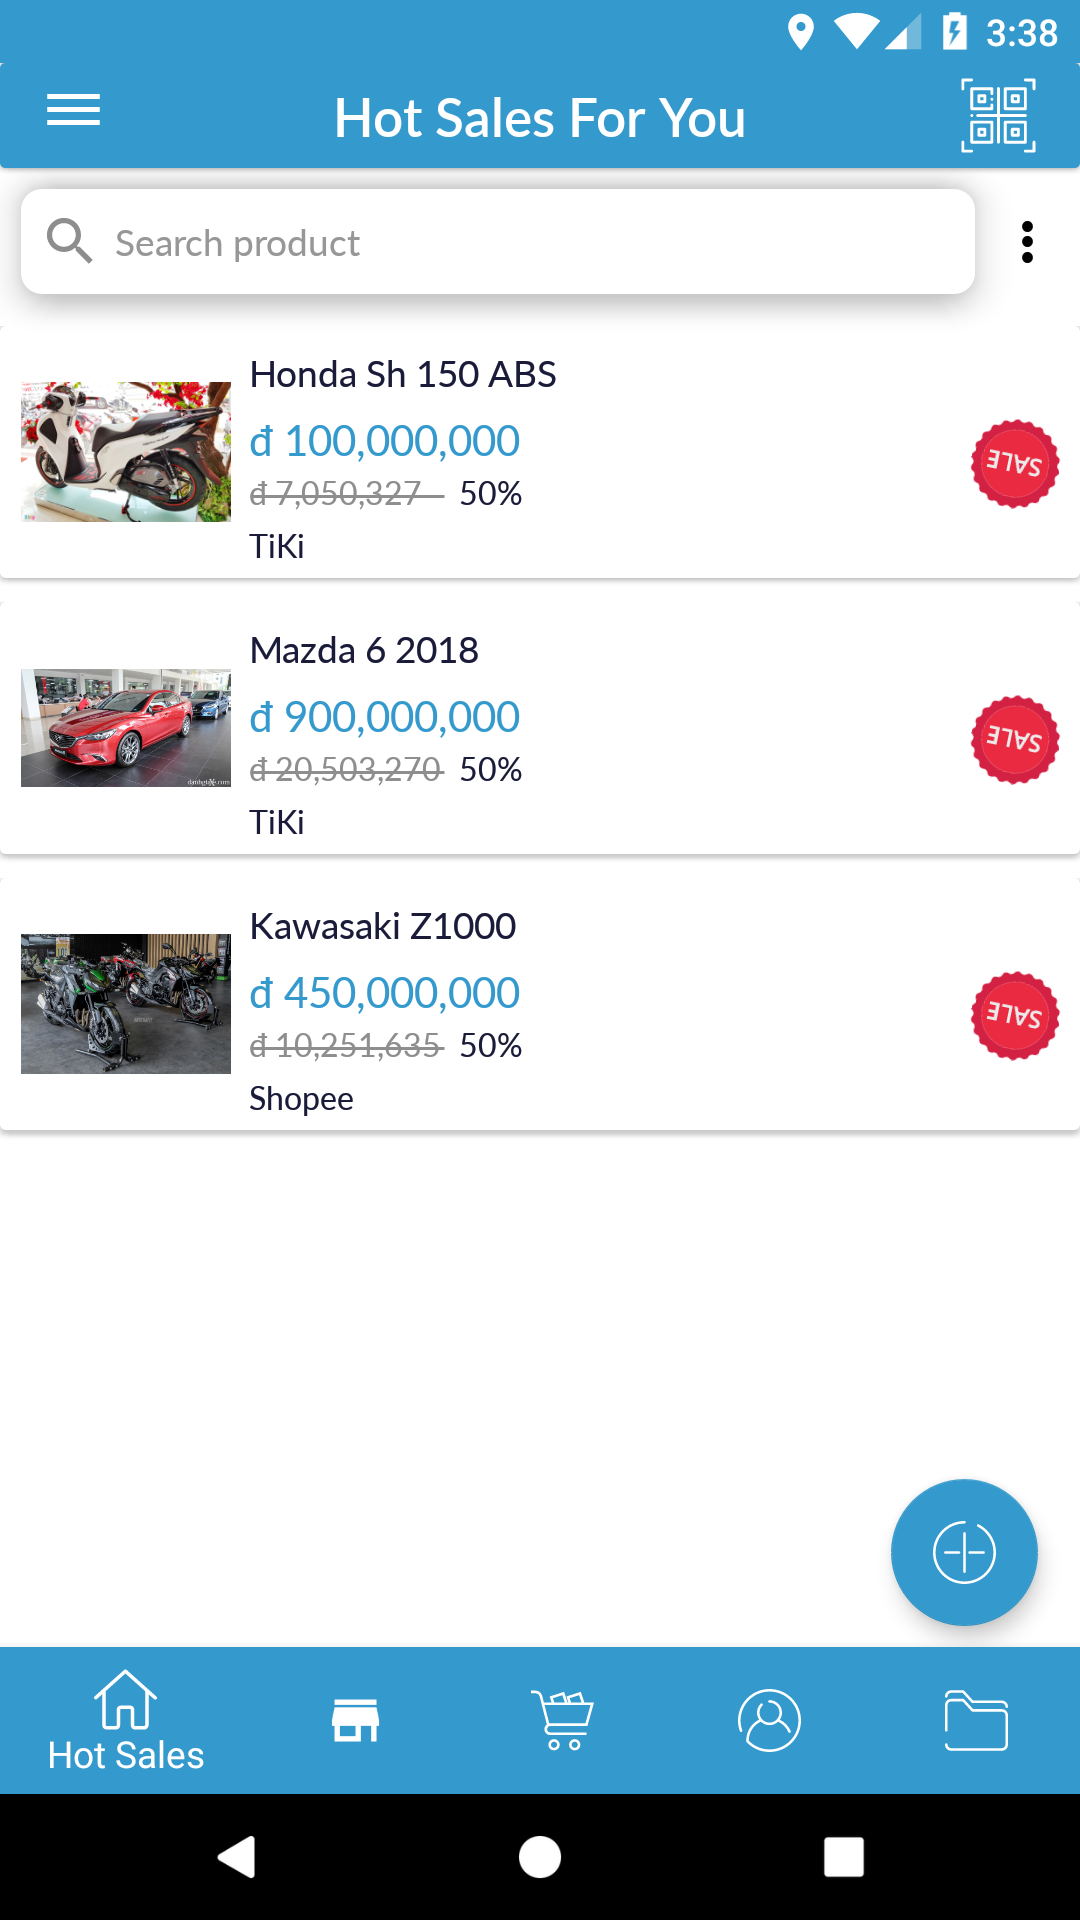 3:38
Hot Sales For You
Search product
Honda Sh 150 ABS
đ 100,000,000
đ 7,050,327 50%
TiKi
SALE
Mazda 6 2018
đ 900,000,000
đ 20,503,270 50%
TiKi
SALE
Kawasaki Z1000
đ 450,000,000
đ 10,251,635 50%
Shopee
SALE
Hot Sales